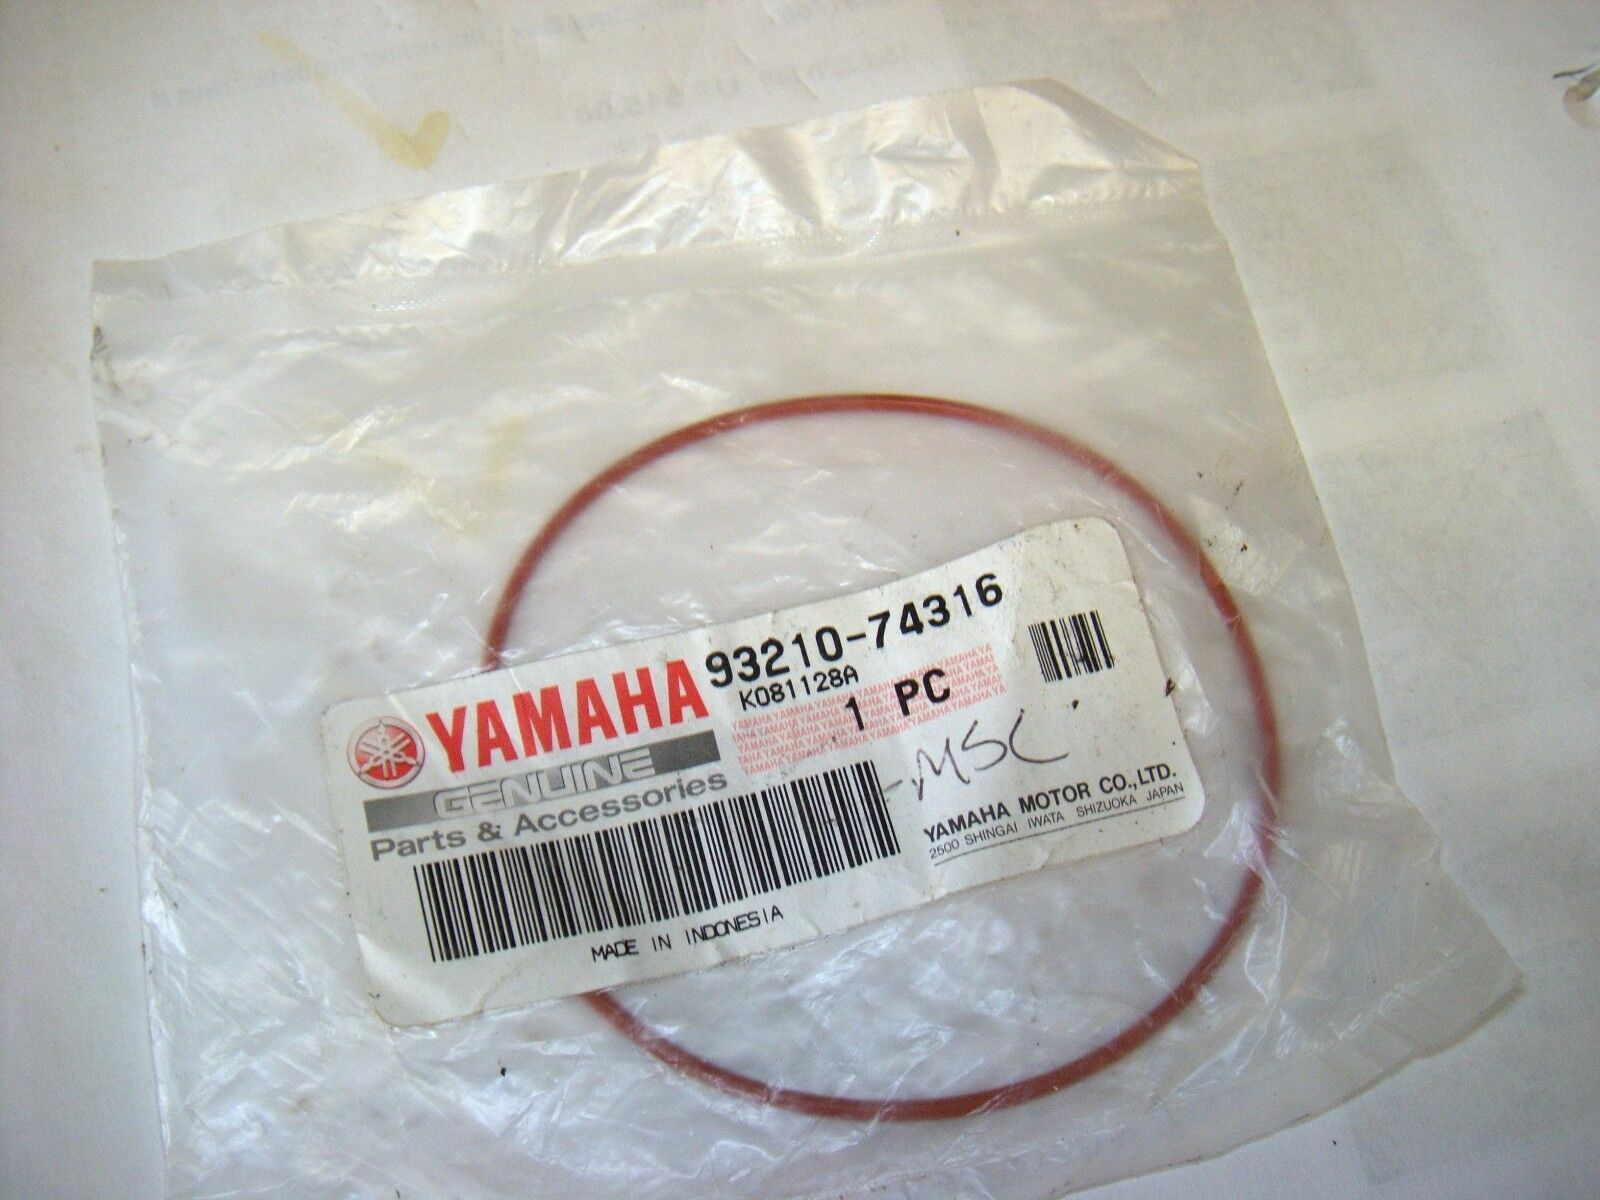 YAMAHA
GENUINE
Parts & Accessories
93210-74316
K081128A
1 PC
MSC
YAMAHA MOTOR CO.,LTD.
2500 SHINGAI IWATA SHIZUOKA JAPAN
MADE IN INDONESIA